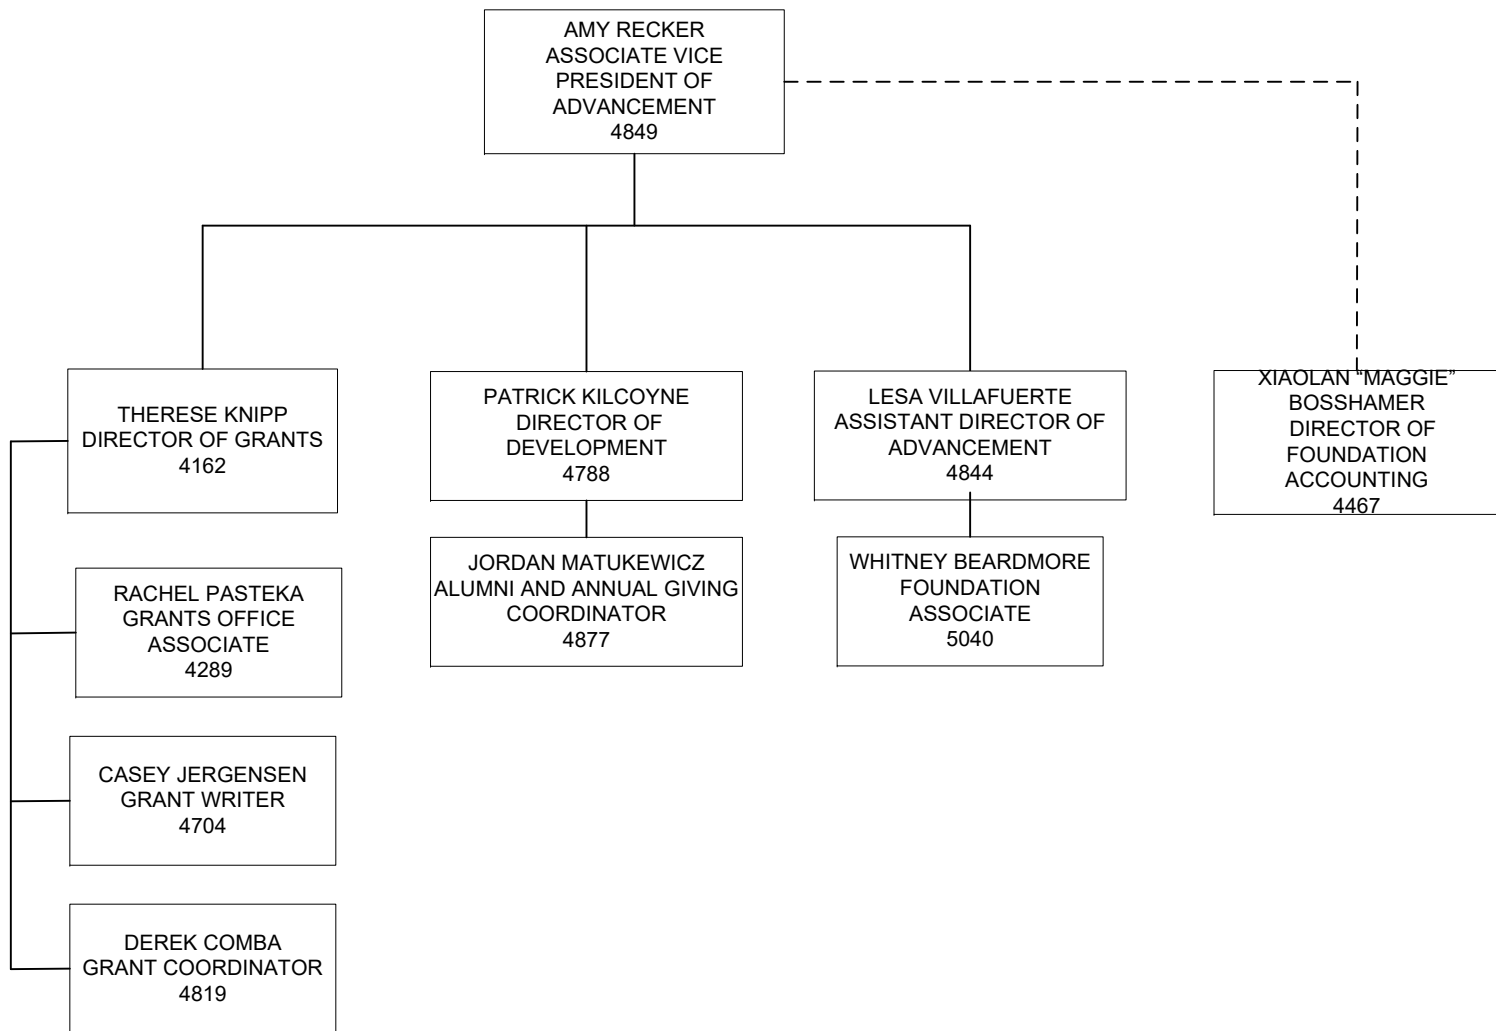 AMY RECKER
ASSOCIATE VICE
PRESIDENT OF
ADVANCEMENT
4849
THERESE KNIPP
DIRECTOR OF GRANTS
4162
PATRICK KILCOYNE
DIRECTOR OF
DEVELOPMENT
4788
LESA VILLAFUERTE
ASSISTANT DIRECTOR OF
ADVANCEMENT
4844
XIAOLAN “MAGGIE”
BOSSHAMER
DIRECTOR OF
FOUNDATION
ACCOUNTING
4467
RACHEL PASTEKA
GRANTS OFFICE
ASSOCIATE
4289
JORDAN MATUKEWICZ
ALUMNI AND ANNUAL GIVING
COORDINATOR
4877
WHITNEY BEARDMORE
FOUNDATION
ASSOCIATE
5040
CASEY JERGENSEN
GRANT WRITER
4704
DEREK COMBA
GRANT COORDINATOR
4819